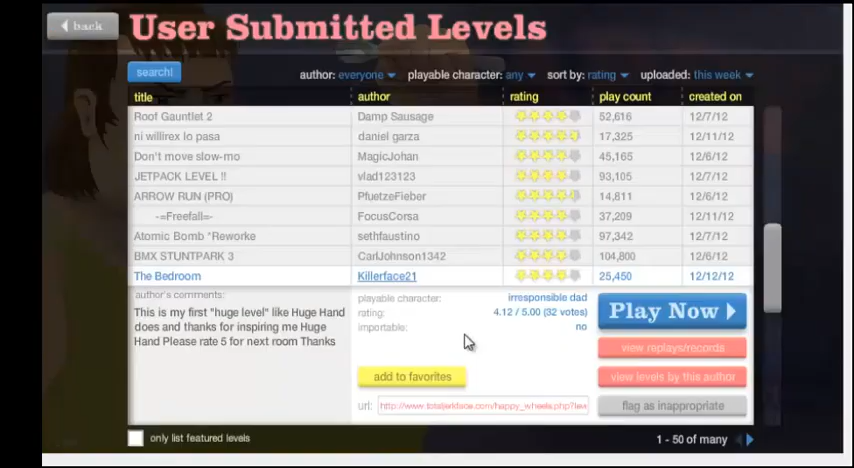 back
User Submitted Levels
search! author: everyone playable character: any sort by: rating uploaded: this week
title author rating play count created on
Roof Gauntlet 2 Damp Sausage 52,616 12/7/12
ni willirex lo pasa daniel garza 17,325 12/11/12
Don't move slow-mo MagicJohan 45,165 12/6/12
JETPACK LEVEL !! vlad123123 93,105 12/7/12
ARROW RUN (PRO) PfuetzeFieber 14,811 12/6/12
-=Freefall=- FocusCorsa 37,209 12/11/12
Atomic Bomb "Reworke sethfaustino 97,342 12/7/12
BMX STUNTPARK 3 CarlJohnson1342 104,800 12/6/12
The Bedroom Killerface21 25,450 12/12/12
author's comments:
This is my first "huge level" like Huge Hand
does and thanks for inspiring me Huge
Hand Please rate 5 for next room Thanks
playable character: irresponsible dad
rating: 4.12 / 5.00 (32 votes)
importable: no
add to favorites
url: http://www.totaljerkface.com/happy_wheels.php?lev
Play Now
view replays/records
view levels by this author
flag as inappropriate
only list featured levels
1 - 50 of many